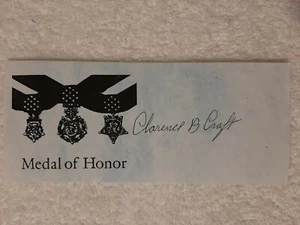 Clarence B. Craft
Medal of Honor